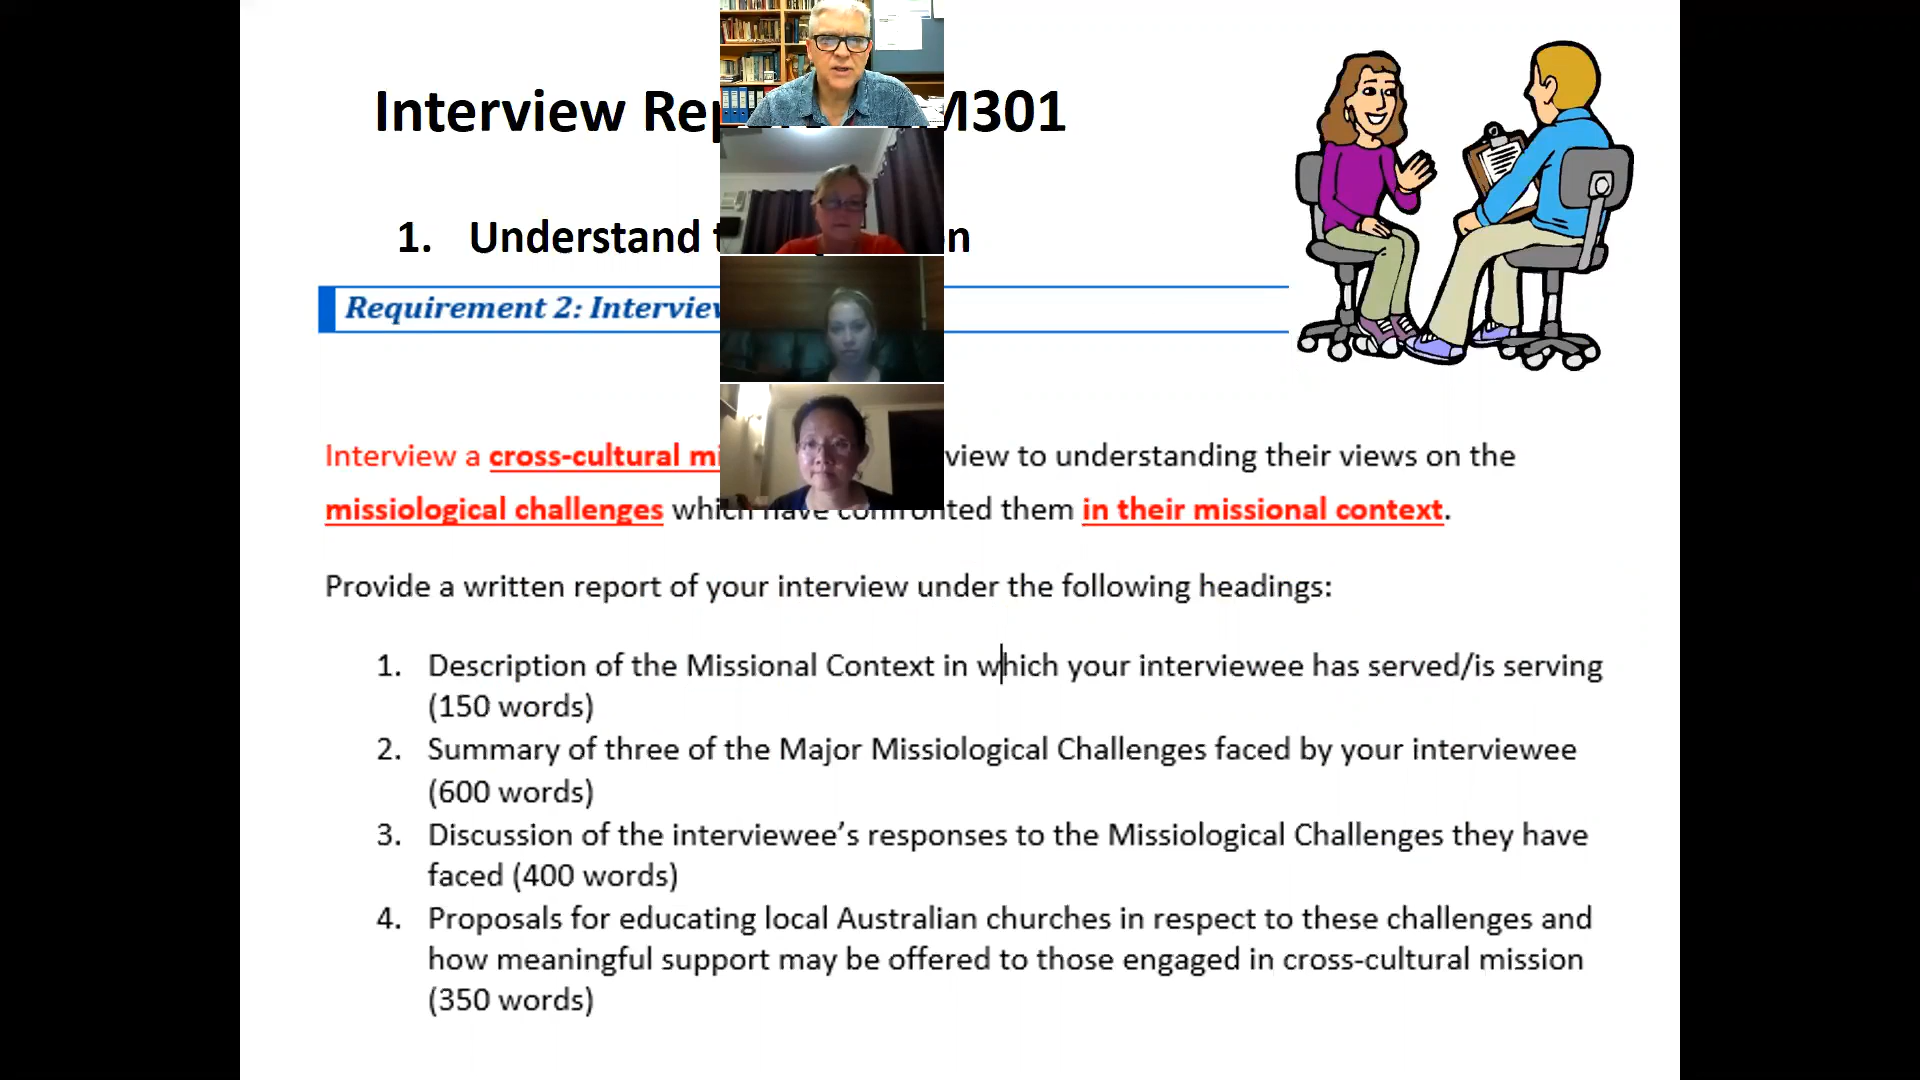 Interview Re M301
1. Understand t n
Requirement 2: Interview
Interview a cross-cultural mi view to understanding their views on the
missiological challenges which have confronted them in their missional context.
Provide a written report of your interview under the following headings:
1. Description of the Missional Context in which your interviewee has served/is serving
(150 words)
2. Summary of three of the Major Missiological Challenges faced by your interviewee
(600 words)
3. Discussion of the interviewee’s responses to the Missiological Challenges they have
faced (400 words)
4. Proposals for educating local Australian churches in respect to these challenges and
how meaningful support may be offered to those engaged in cross-cultural mission
(350 words)